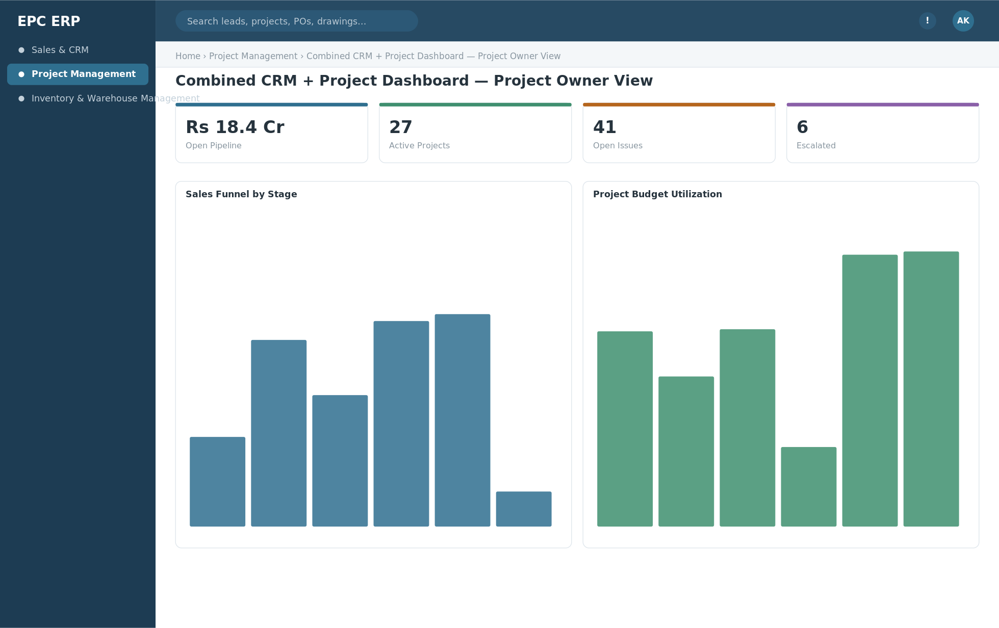 EPC ERP
Search leads, projects, POs, drawings...
!
AK
Sales & CRM
Project Management
Inventory & Warehouse Management
Home › Project Management › Combined CRM + Project Dashboard — Project Owner View
Combined CRM + Project Dashboard — Project Owner View
Rs 18.4 Cr
Open Pipeline
27
Active Projects
41
Open Issues
6
Escalated
Sales Funnel by Stage
Project Budget Utilization